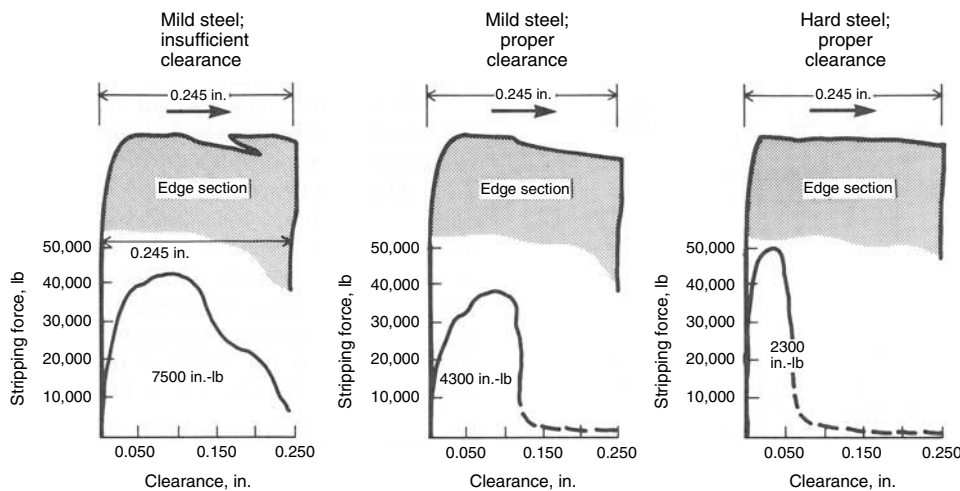 Mild steel;
insufficient
clearance
0.245 in.
Edge section
0.245 in.
50,000
40,000
30,000
20,000
10,000
Stripping force, lb
7500 in.-lb
0.050
0.150
0.250
Clearance, in.
Mild steel;
proper
clearance
0.245 in.
Edge section
50,000
40,000
30,000
20,000
10,000
Stripping force, lb
4300 in.-lb
0.050
0.150
0.250
Clearance, in.
Hard steel;
proper
clearance
0.245 in.
Edge section
50,000
40,000
30,000
20,000
10,000
Stripping force, lb
2300
in.-lb
0.050
0.150
0.250
Clearance, in.